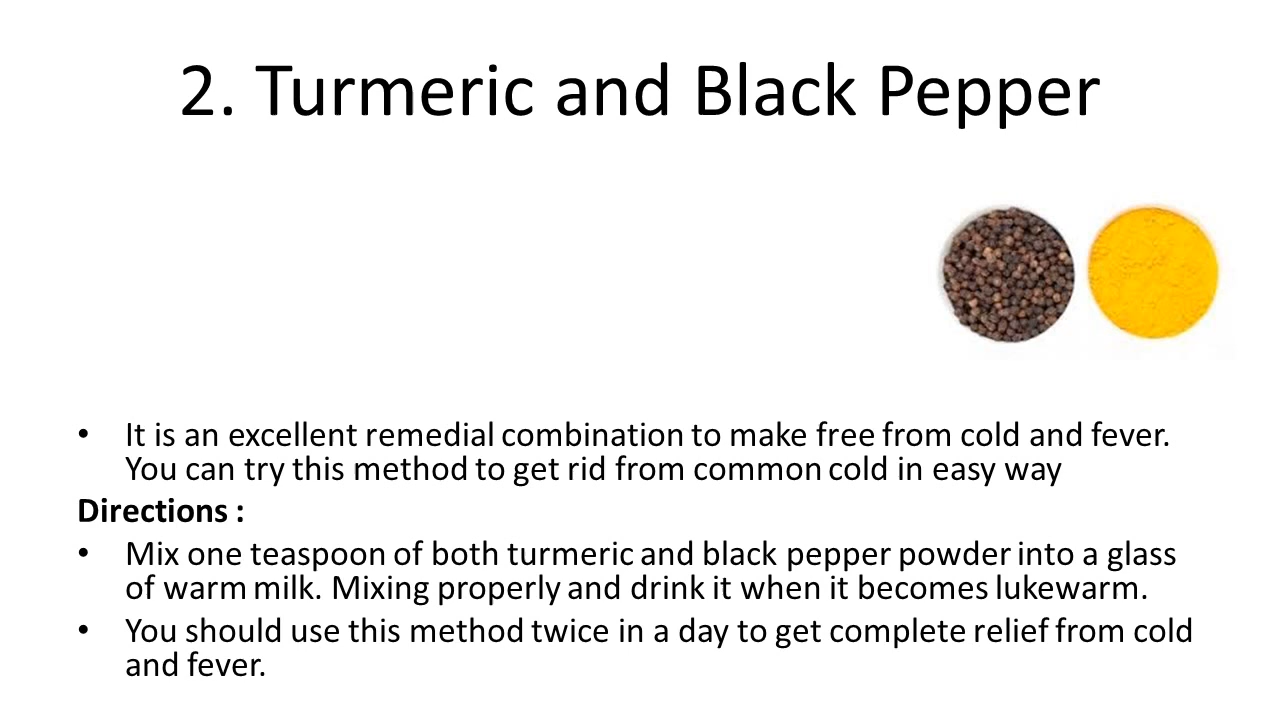 2. Turmeric and Black Pepper
• It is an excellent remedial combination to make free from cold and fever.
You can try this method to get rid from common cold in easy way
Directions :
• Mix one teaspoon of both turmeric and black pepper powder into a glass
of warm milk. Mixing properly and drink it when it becomes lukewarm.
• You should use this method twice in a day to get complete relief from cold
and fever.